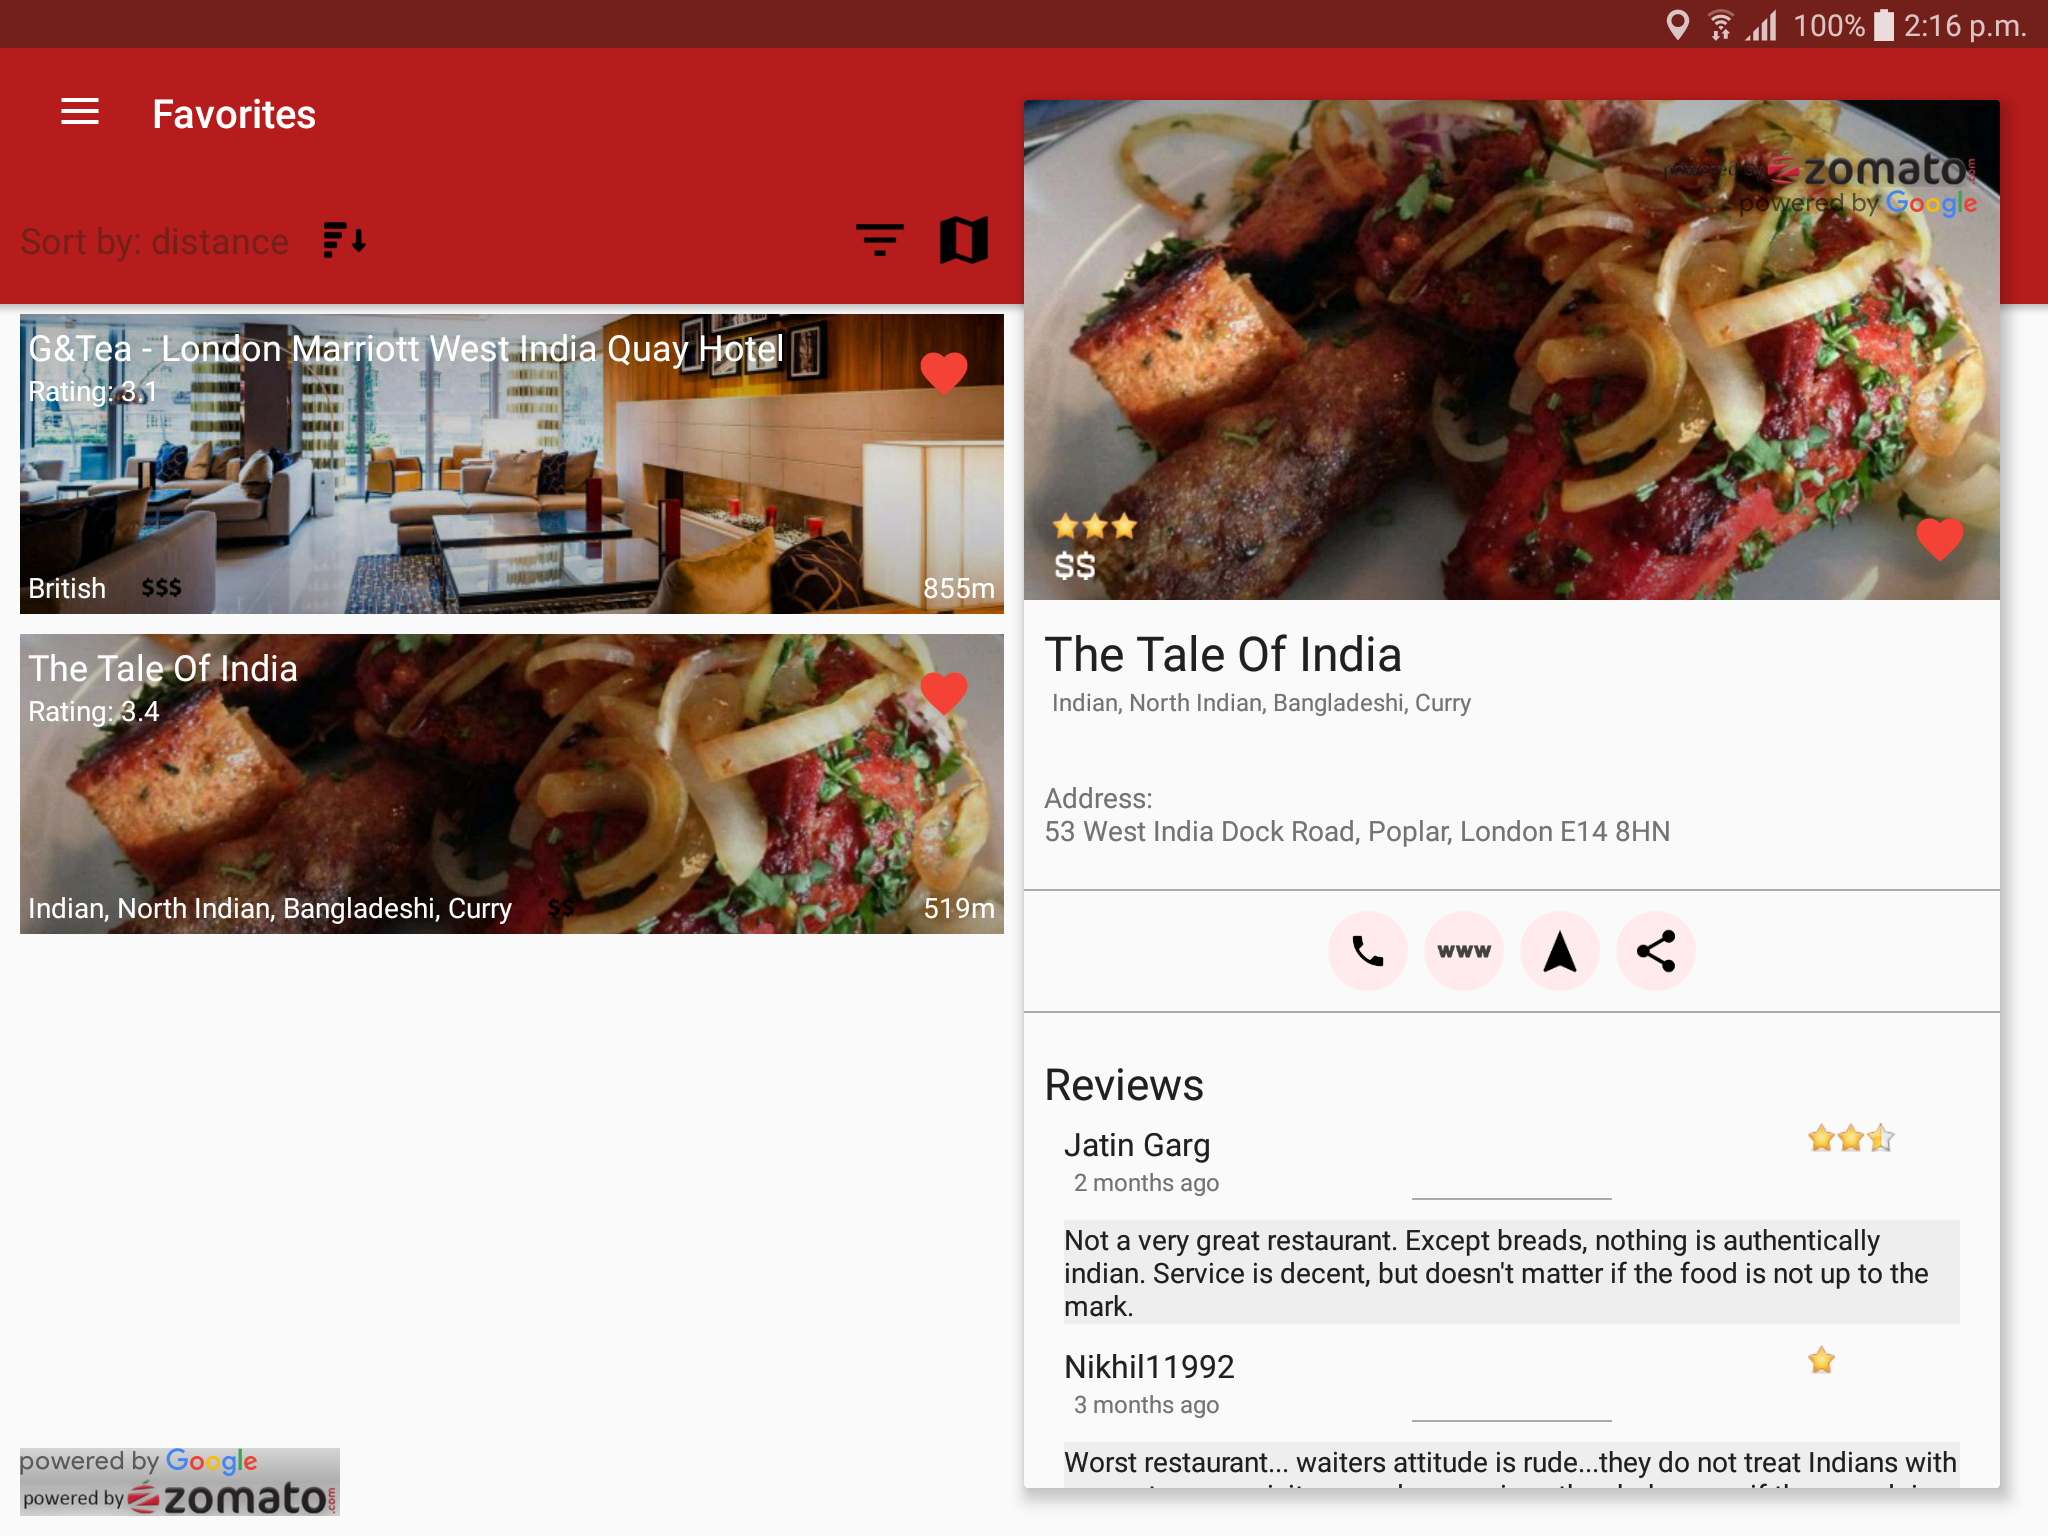 100% 2:16 p.m.
Favorites
Sort by: distance
G&Tea - London Marriott West India Quay Hotel
Rating: 3.1
British $$$ 855m
The Tale Of India
Rating: 3.4
Indian, North Indian, Bangladeshi, Curry $$ 519m
powered by Google
powered by zomato.com
powered by zomato.com
powered by Google
$$
The Tale Of India
Indian, North Indian, Bangladeshi, Curry
Address:
53 West India Dock Road, Poplar, London E14 8HN
www
Reviews
Jatin Garg
2 months ago
Not a very great restaurant. Except breads, nothing is authentically
indian. Service is decent, but doesn't matter if the food is not up to the
mark.
Nikhil11992
3 months ago
Worst restaurant... waiters attitude is rude...they do not treat Indians with